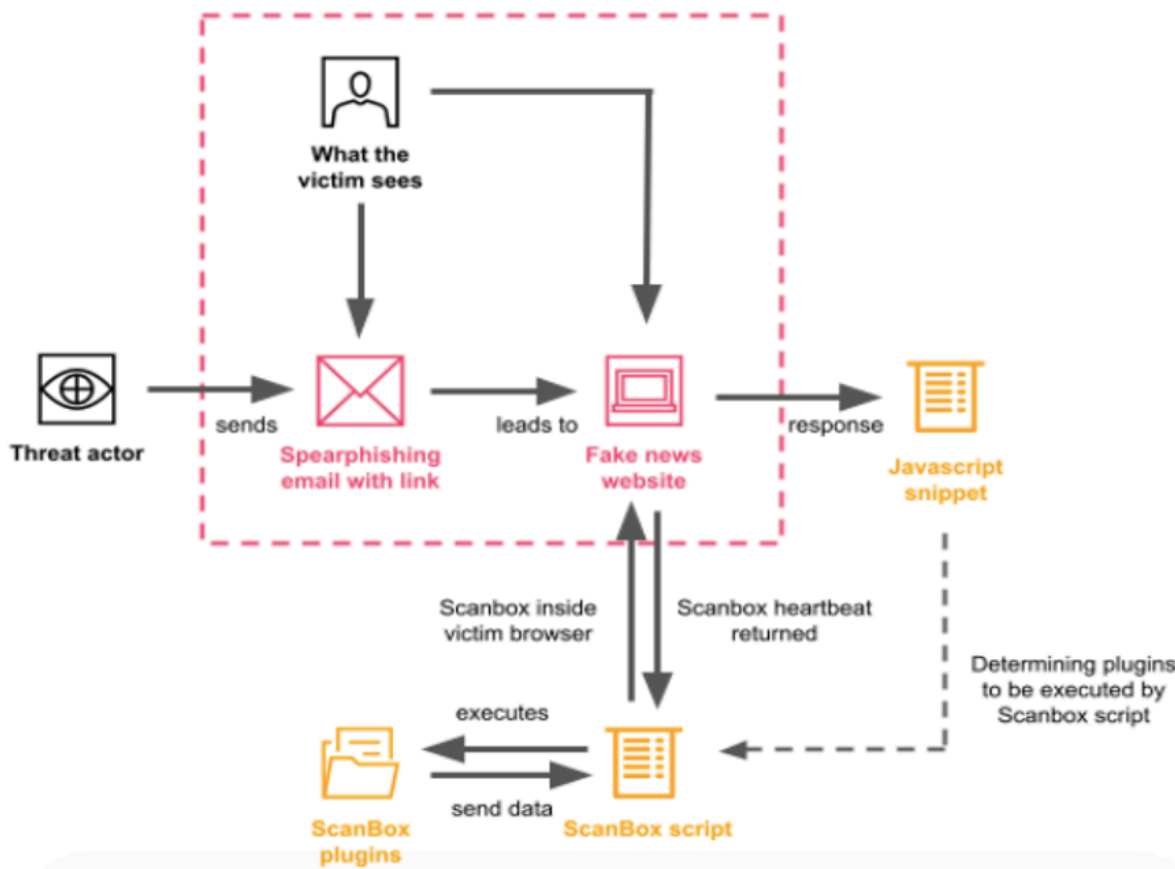 What the
victim sees
sends
leads to
response
Threat actor
Spearphishing
email with link
Fake news
website
Javascript
snippet
Scanbox inside
victim browser
Scanbox heartbeat
returned
Determining plugins
to be executed by
Scanbox script
executes
send data
ScanBox
plugins
ScanBox script